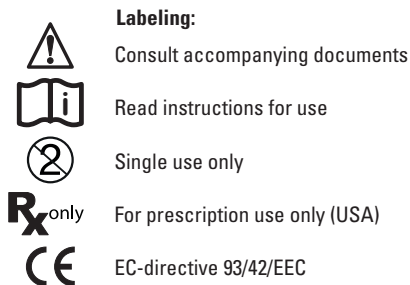 Labeling:
Consult accompanying documents
i Read instructions for use
2 Single use only
Rx only For prescription use only (USA)
CE EC-directive 93/42/EEC